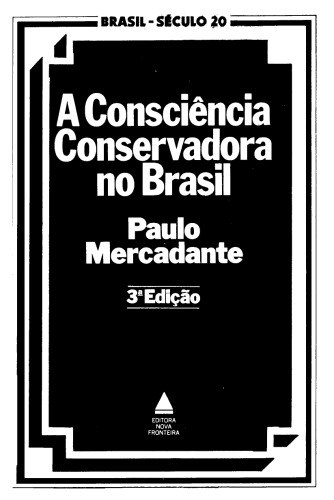 BRASIL - SÉCULO 20
A Consciência
Conservadora
no Brasil
Paulo
Mercadante
3ª Edição
EDITORA
NOVA
FRONTEIRA